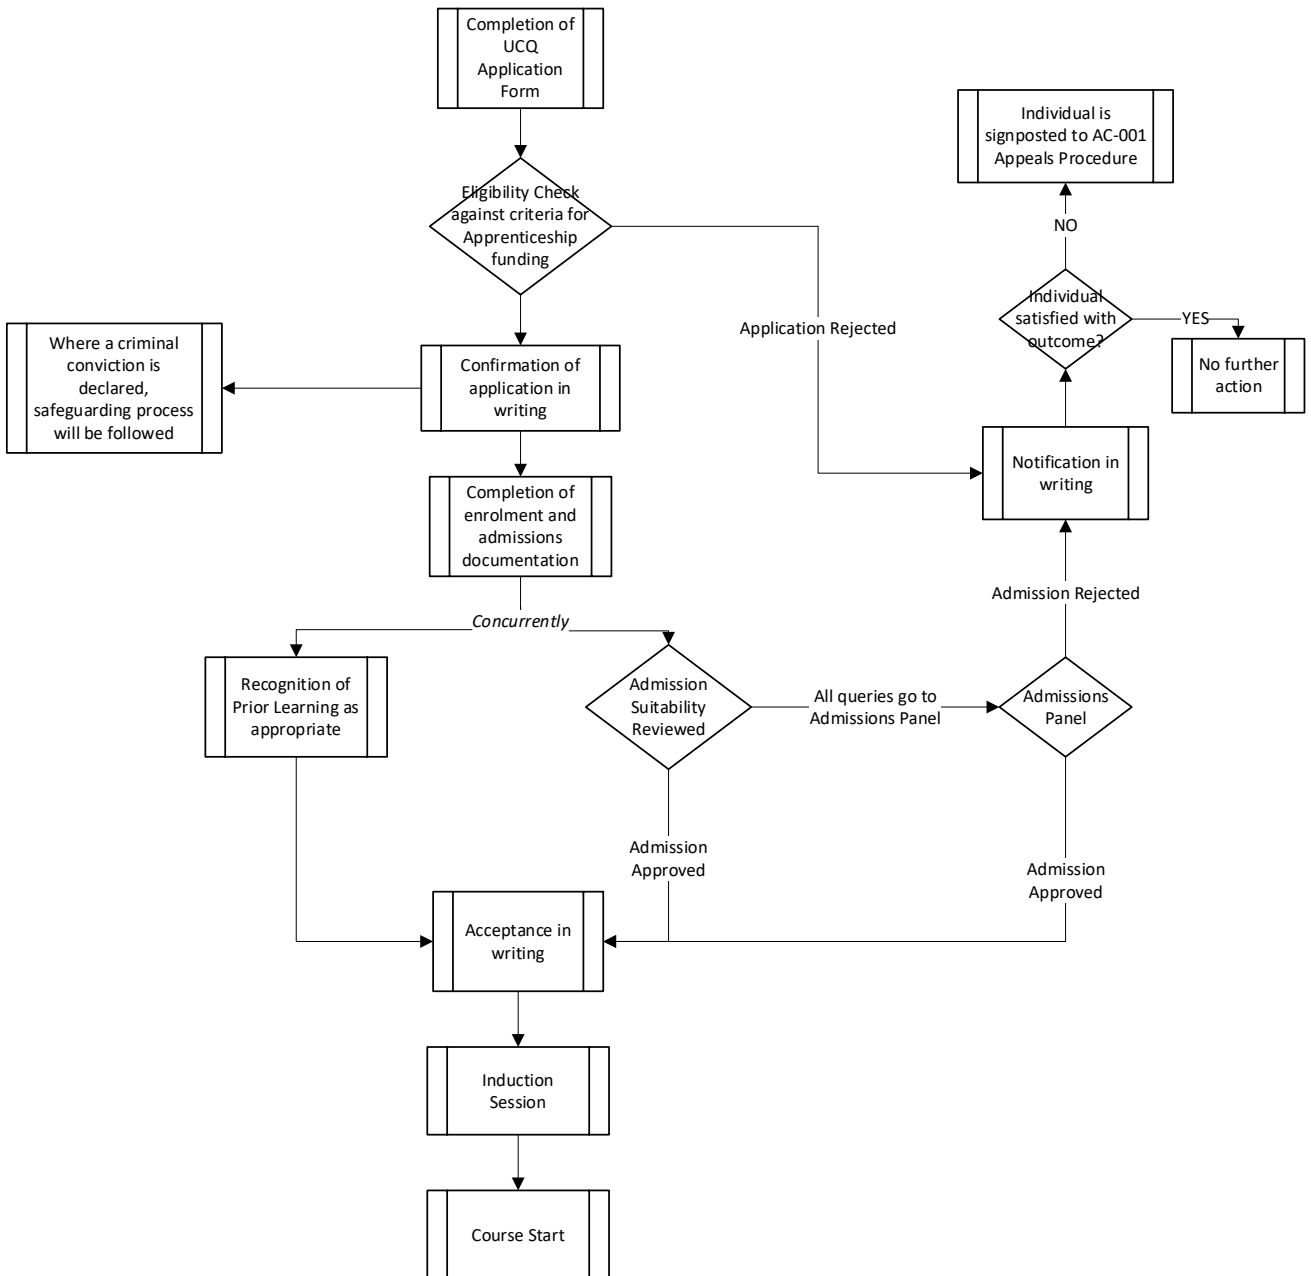 Completion of
UCQ
Application
Form
Individual is
signposted to AC-001
Appeals Procedure
Eligibility Check
against criteria for
Apprenticeship
funding
NO
Individual
satisfied with
outcome?
YES
Application Rejected
Where a criminal
conviction is
declared,
safeguarding process
will be followed
Confirmation of
application in
writing
No further
action
Notification in
writing
Completion of
enrolment and
admissions
documentation
Admission Rejected
Concurrently
Recognition of
Prior Learning as
appropriate
Admission
Suitability
Reviewed
All queries go to
Admissions Panel
Admissions
Panel
Admission
Approved
Admission
Approved
Acceptance in
writing
Induction
Session
Course Start